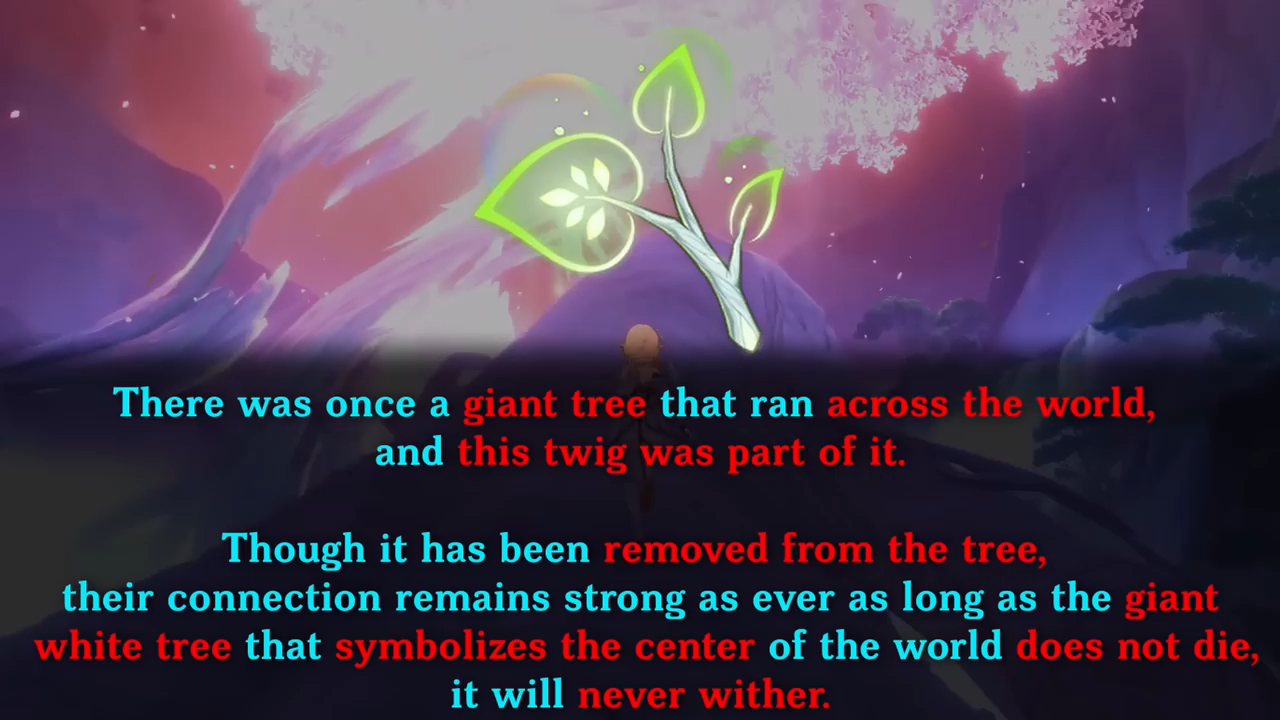 There was once a giant tree that ran across the world,
and this twig was part of it.
Though it has been removed from the tree,
their connection remains strong as ever as long as the giant
white tree that symbolizes the center of the world does not die,
it will never wither.